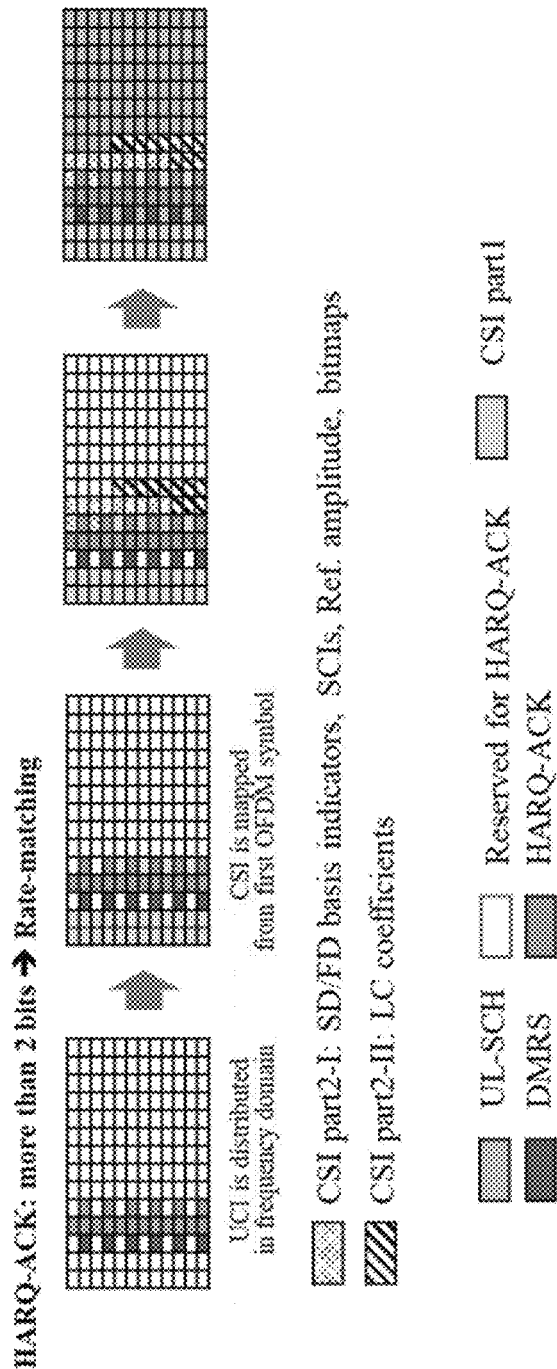 HARQ-ACK: more than 2 bits ➔ Rate-matching
UCI is distributed
in frequency domain
CSI is mapped
from first OFDM symbol
CSI part2-I: SD/FD basis indicators, SCIs, Ref. amplitude, bitmaps
CSI part2-II: LC coefficients
UL-SCH
Reserved for HARQ-ACK
CSI part1
DMRS
HARQ-ACK